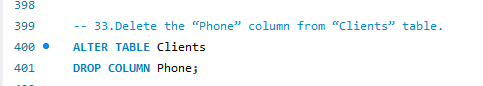 398
399 -- 33.Delete the “Phone” column from “Clients” table.
400 ALTER TABLE Clients
401 DROP COLUMN Phone;